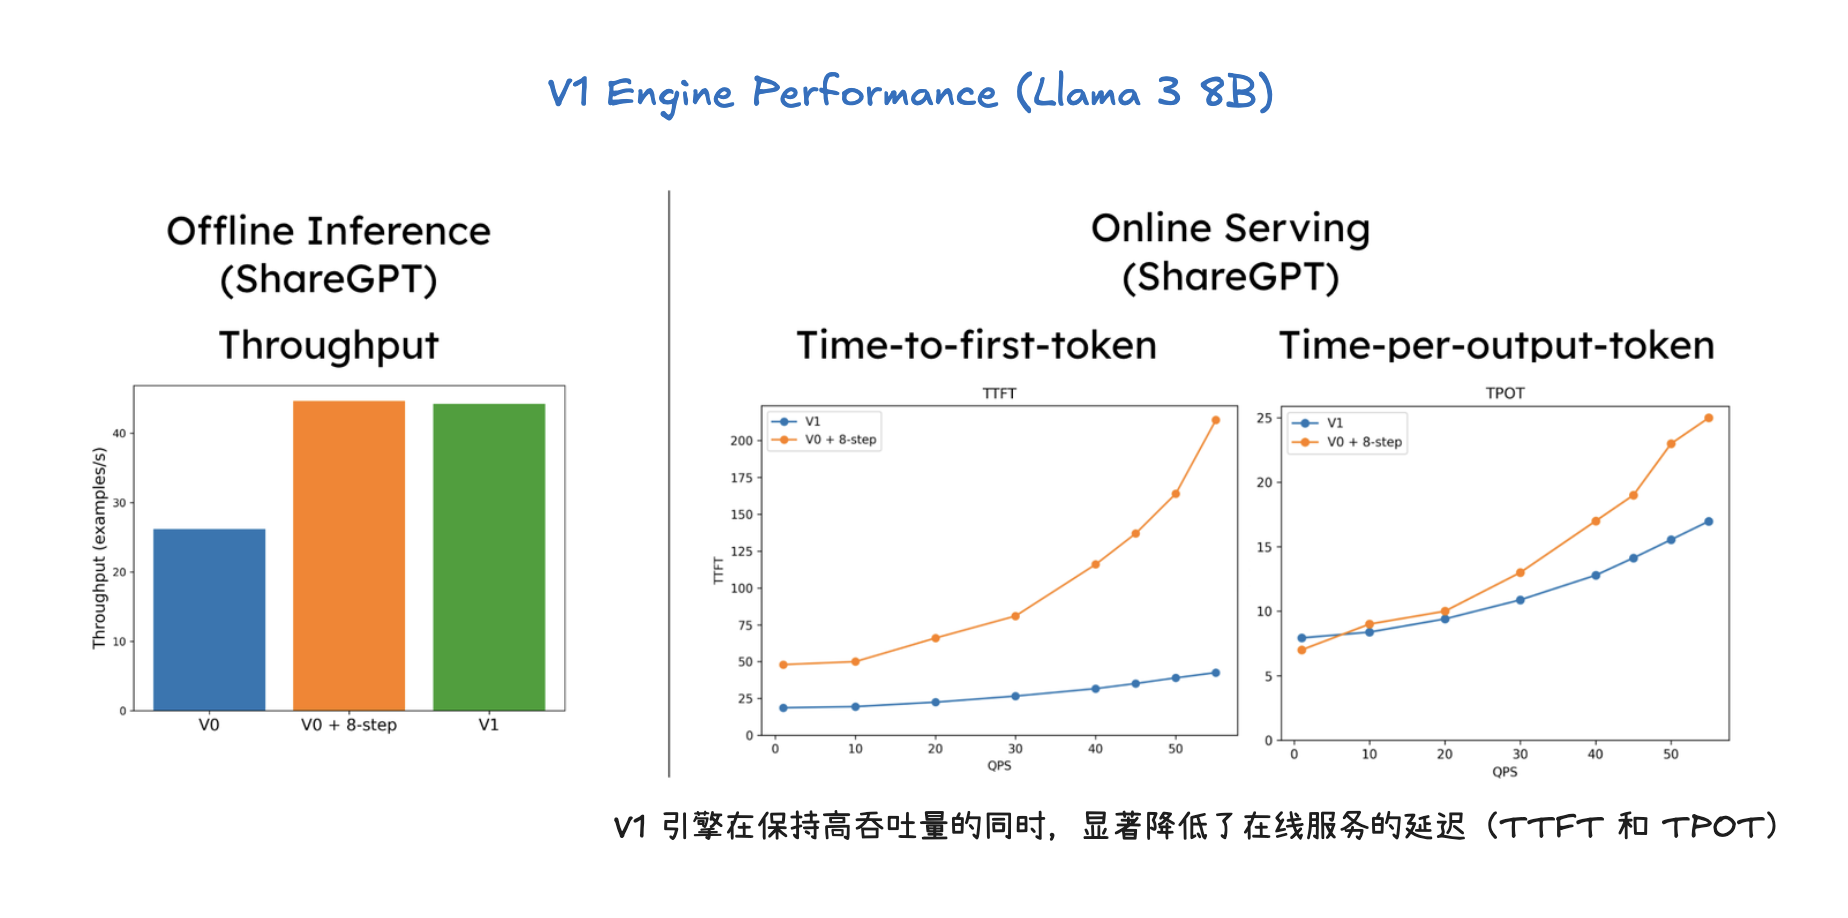 V1 Engine Performance (Llama 3 8B)
Offline Inference
(ShareGPT)
Throughput
Throughput (examples/s)
40
30
20
10
0
V0
V0 + 8-step
V1
Online Serving
(ShareGPT)
Time-to-first-token
TTFT
V1
V0 + 8-step
TTFT
200
175
150
125
100
75
50
25
0
0
10
20
30
40
50
QPS
Time-per-output-token
TPOT
V1
V0 + 8-step
25
20
15
10
5
0
0
10
20
30
40
50
QPS
V1 引擎在保持高吞吐量的同时，显著降低了在线服务的延迟（TTFT 和 TPOT）